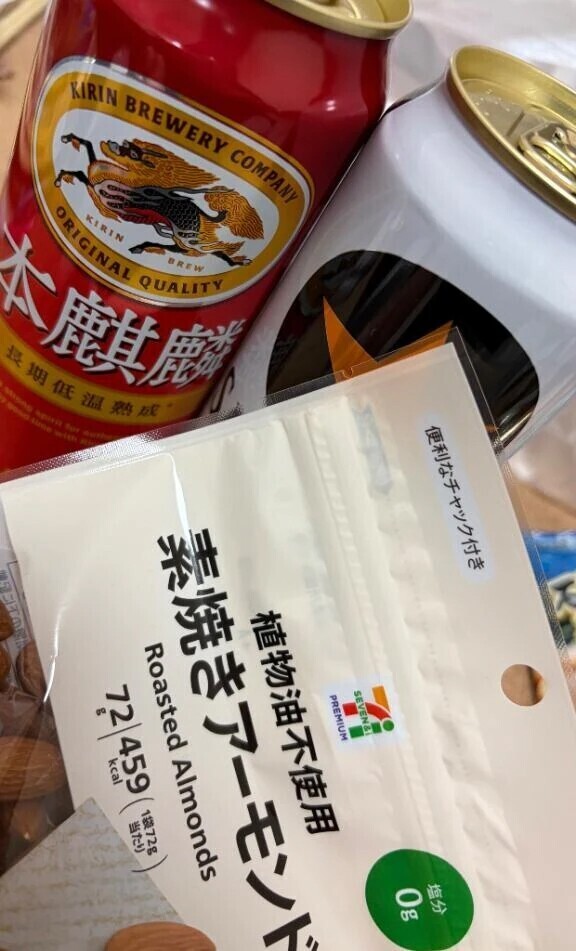 KIRIN BREWERY COMPANY
KIRIN
BREW
ORIGINAL QUALITY
本麒麟
長期低温熟成
便利なチャック付き
SEVEN&i
PREMIUM
植物油不使用
素焼きアーモンド
Roasted Almonds
72g
459kcal
(1袋72g当たり)
塩分
0g